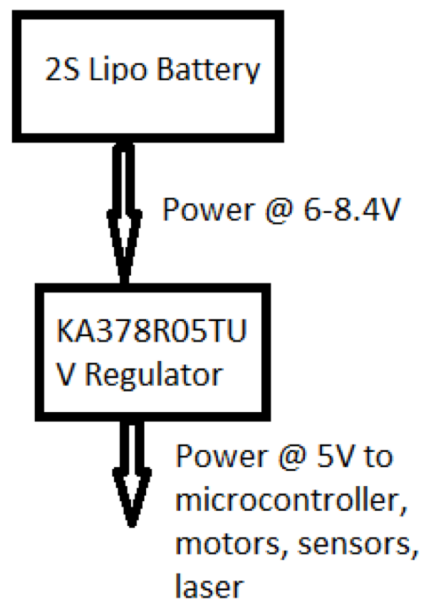 2S Lipo Battery
Power @ 6-8.4V
KA378R05TU
V Regulator
Power @ 5V to
microcontroller,
motors, sensors,
laser